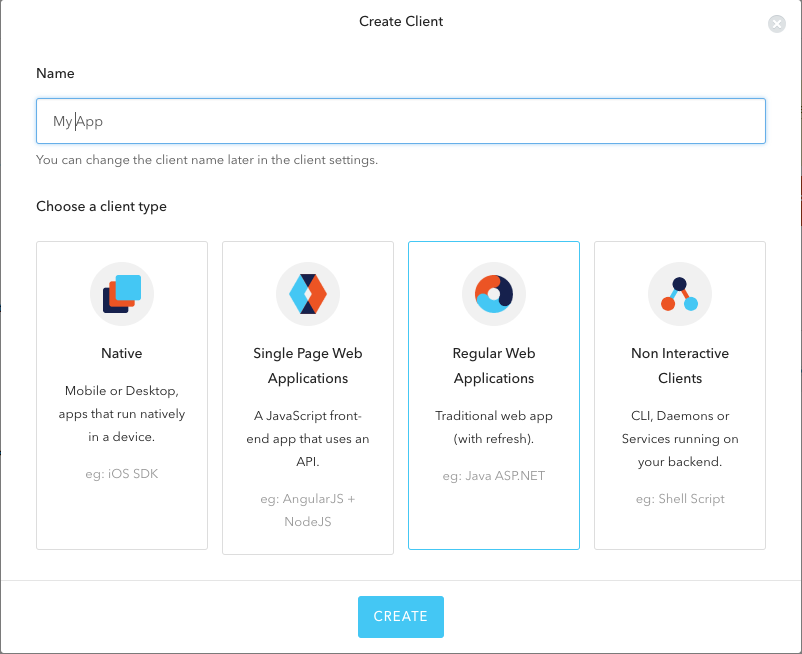 Create Client
Name
My App
You can change the client name later in the client settings.
Choose a client type
Native
Mobile or Desktop,
apps that run natively
in a device.
eg: iOS SDK
Single Page Web
Applications
A JavaScript front-
end app that uses an
API.
eg: AngularJS +
NodeJS
Regular Web
Applications
Traditional web app
(with refresh).
eg: Java ASP.NET
Non Interactive
Clients
CLI, Daemons or
Services running on
your backend.
eg: Shell Script
CREATE